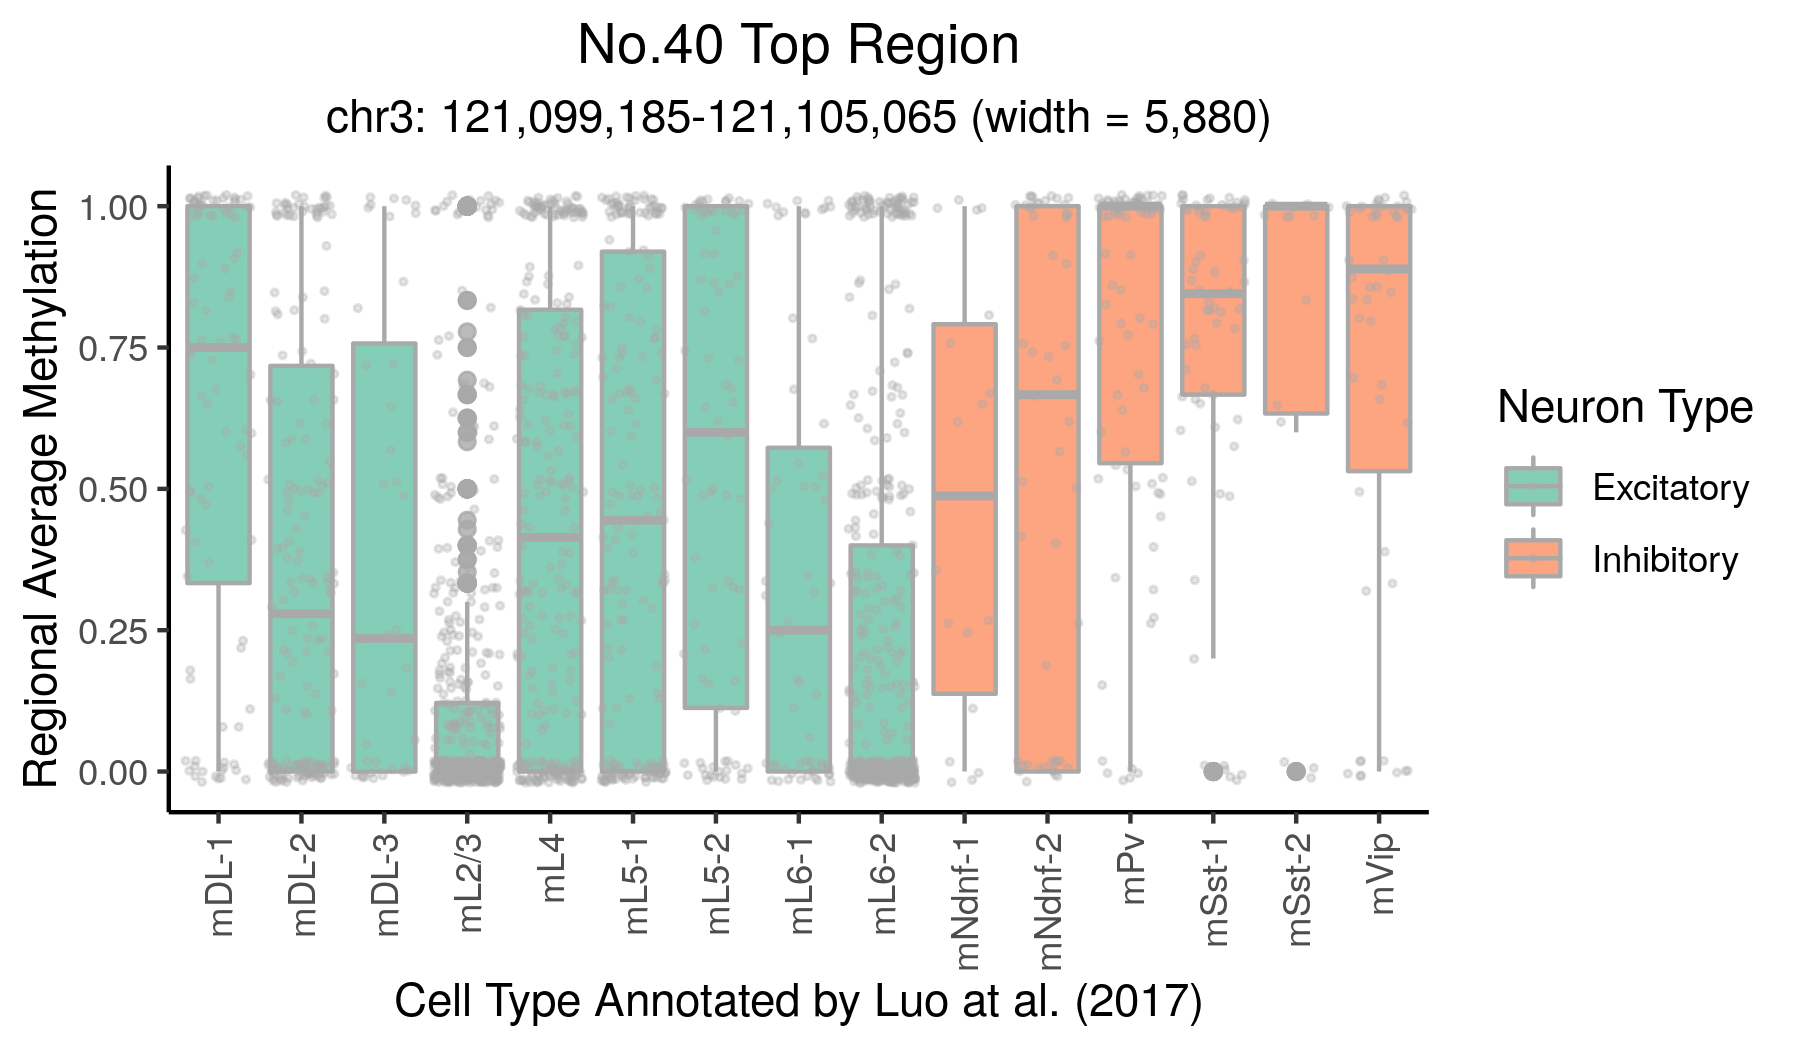 No.40 Top Region
chr3: 121,099,185-121,105,065 (width = 5,880)
Regional Average Methylation
1.00
0.75
0.50
0.25
0.00
mDL-1
mDL-2
mDL-3
mL2/3
mL4
mL5-1
mL5-2
mL6-1
mL6-2
mNdnf-1
mNdnf-2
mPv
mSst-1
mSst-2
mVip
Cell Type Annotated by Luo at al. (2017)
Neuron Type
Excitatory
Inhibitory